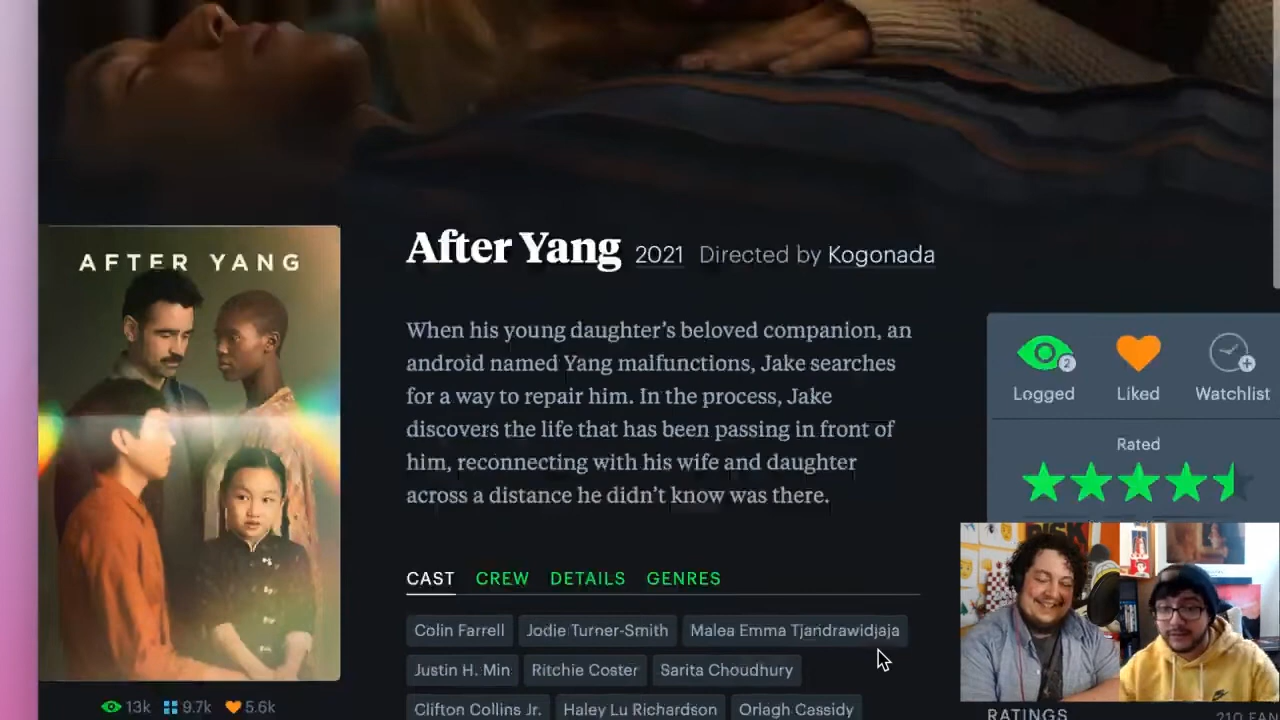 AFTER YANG
After Yang 2021 Directed by Kogonada
When his young daughter's beloved companion, an
android named Yang malfunctions, Jake searches
for a way to repair him. In the process, Jake
discovers the life that has been passing in front of
him, reconnecting with his wife and daughter
across a distance he didn't know was there.
2
Logged Liked Watchlist
Rated
CAST CREW DETAILS GENRES
Colin Farrell Jodie Turner-Smith Malea Emma Tjandrawidjaja
Justin H. Min Ritchie Coster Sarita Choudhury
Clifton Collins Jr. Haley Lu Richardson Orlagh Cassidy
13k 9.7k 5.6k
RATINGS